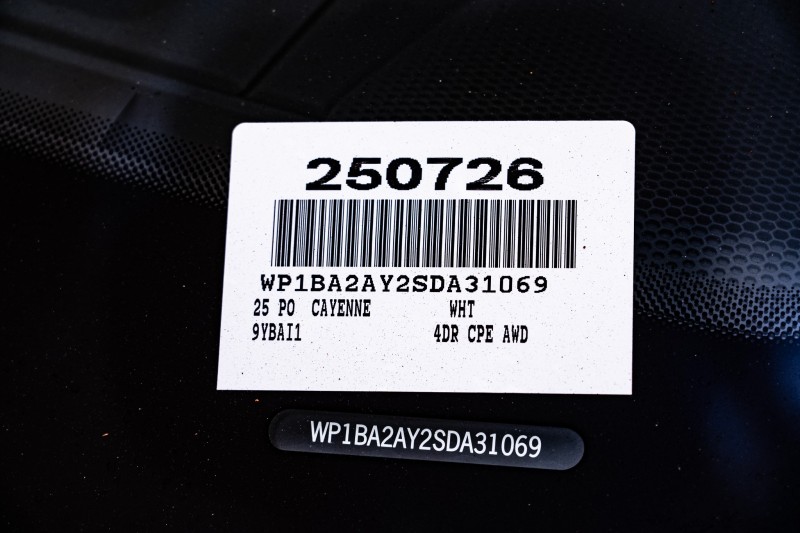 250726
WP1BA2AY2SDA31069
25 PO CAYENNE WHT
9YBAI1 4DR CPE AWD
WP1BA2AY2SDA31069